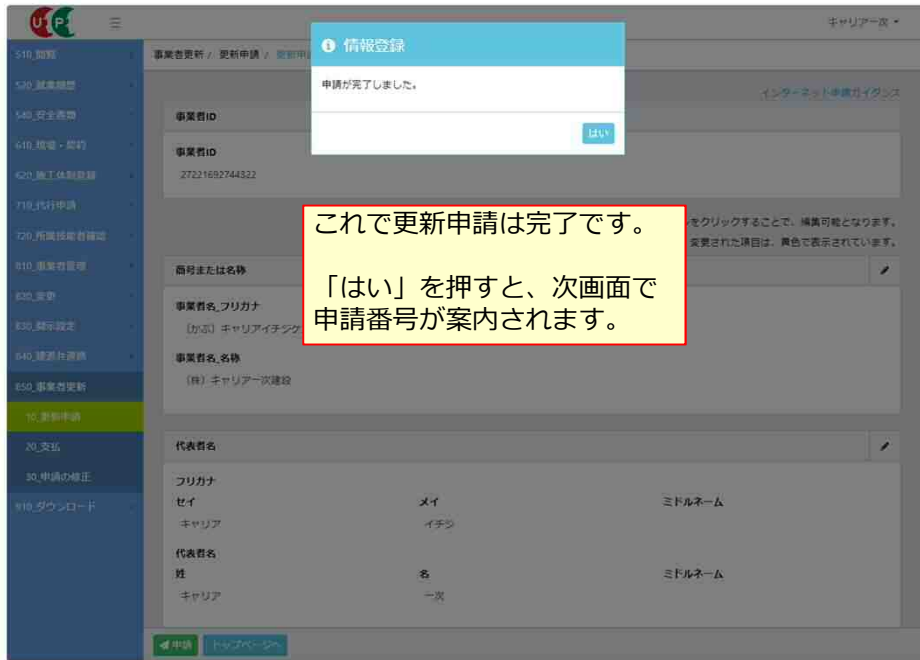 キャリア一次
510_閲覧
520_就業履歴
540_安全書類
610_現場・契約
620_施工体制登録
710_代行申請
720_所属技能者確認
810_事業者管理
820_変更
830_開示設定
840_建退共連携
850_事業者更新
10_更新申請
20_支払
30_申請の修正
910_ダウンロード
事業者更新 / 更新申請 /
情報登録
申請が完了しました。
はい
インターネット申請ガイダンス
事業者ID
事業者ID
27221692744322
をクリックすることで、編集可能となります。
変更された項目は、黄色で表示されています。
これで更新申請は完了です。
「はい」を押すと、次画面で
申請番号が案内されます。
商号または名称
事業者名_フリガナ
(かぶ) キャリアイチジケ
事業者名_名称
(株) キャリア一次建設
代表者名
フリガナ
セイ メイ ミドルネーム
キャリア イチジ
代表者名
姓 名 ミドルネーム
キャリア 一次
申請 トップページへ